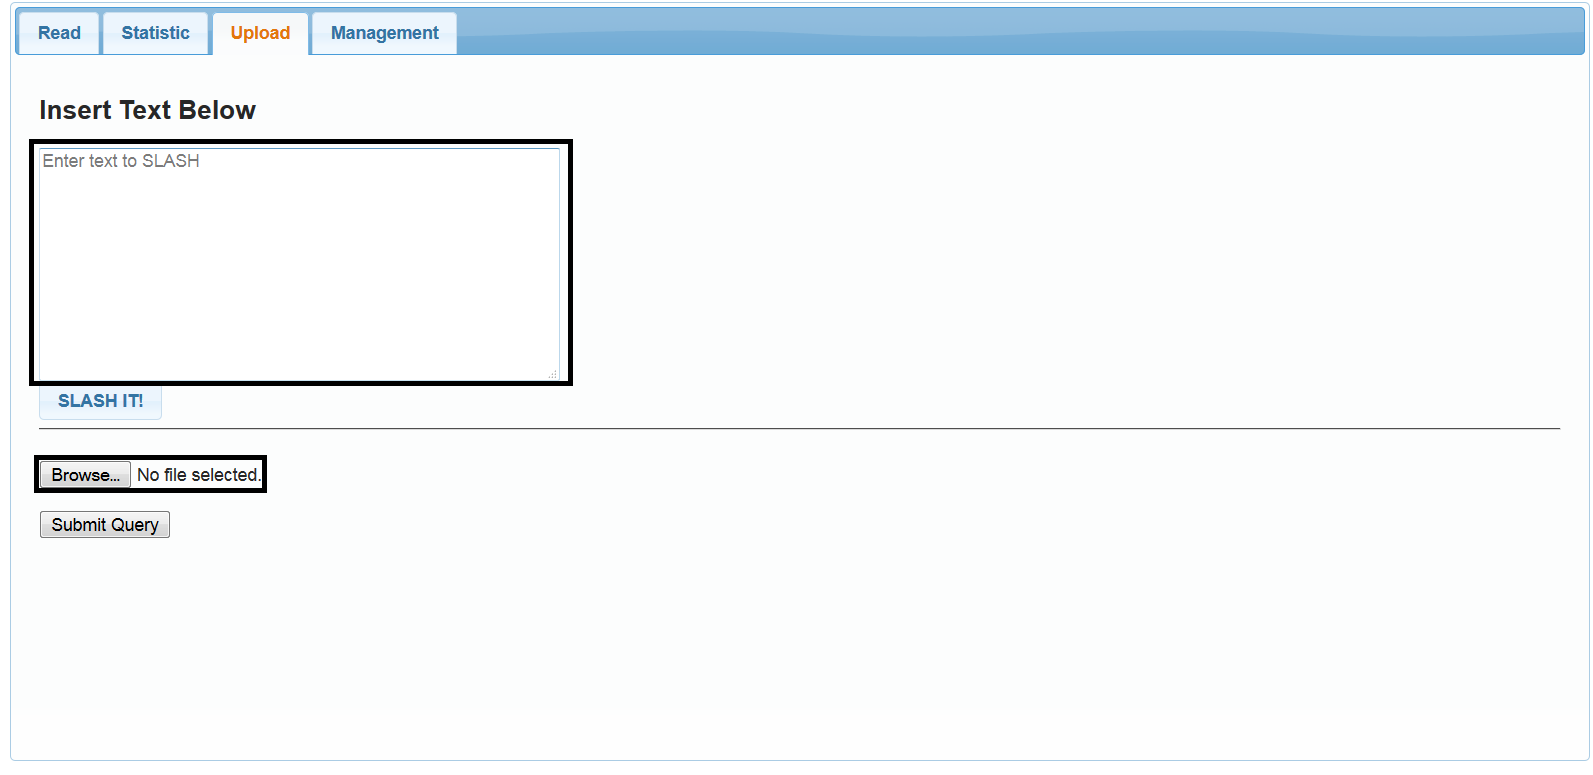 Read Statistic Upload Management
Insert Text Below
Enter text to SLASH
SLASH IT!
Browse... No file selected.
Submit Query